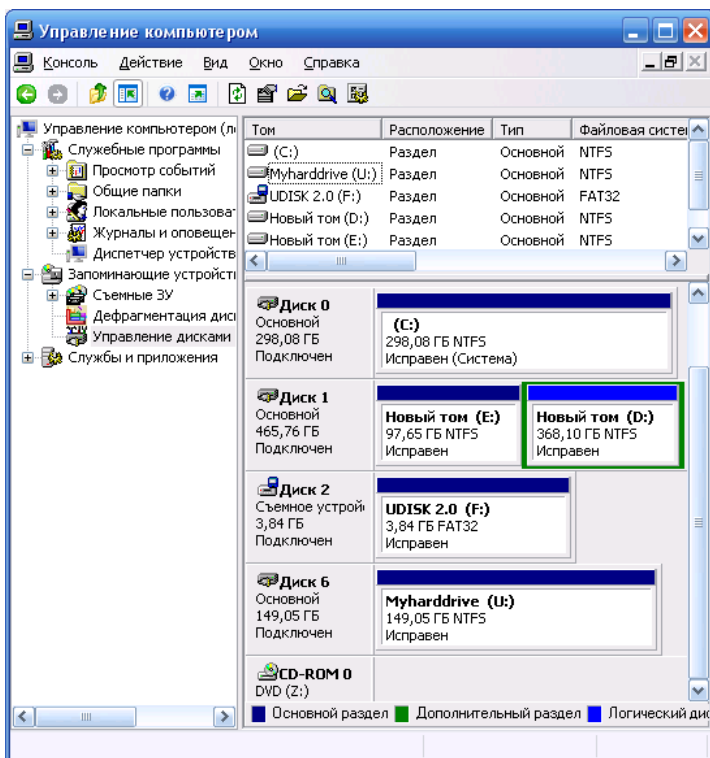 Управление компьютером
Консоль Действие Вид Окно Справка
Управление компьютером (л
Служебные программы
Просмотр событий
Общие папки
Локальные пользоват
Журналы и оповещен
Диспетчер устройств
Запоминающие устройст
Съемные ЗУ
Дефрагментация дис
Управление дисками
Службы и приложения
Том Расположение Тип Файловая систе
(C:) Раздел Основной NTFS
Myharddrive (U:) Раздел Основной NTFS
UDISK 2.0 (F:) Раздел Основной FAT32
Новый том (D:) Раздел Основной NTFS
Новый том (E:) Раздел Основной NTFS
Диск 0
Основной
298,08 ГБ
Подключен
(C:)
298,08 ГБ NTFS
Исправен (Система)
Диск 1
Основной
465,76 ГБ
Подключен
Новый том (E:)
97,65 ГБ NTFS
Исправен
Новый том (D:)
368,10 ГБ NTFS
Исправен
Диск 2
Съемное устрой
3,84 ГБ
Подключен
UDISK 2.0 (F:)
3,84 ГБ FAT32
Исправен
Диск 6
Основной
149,05 ГБ
Подключен
Myharddrive (U:)
149,05 ГБ NTFS
Исправен
CD-ROM 0
DVD (Z:)
Основной раздел Дополнительный раздел Логический дис